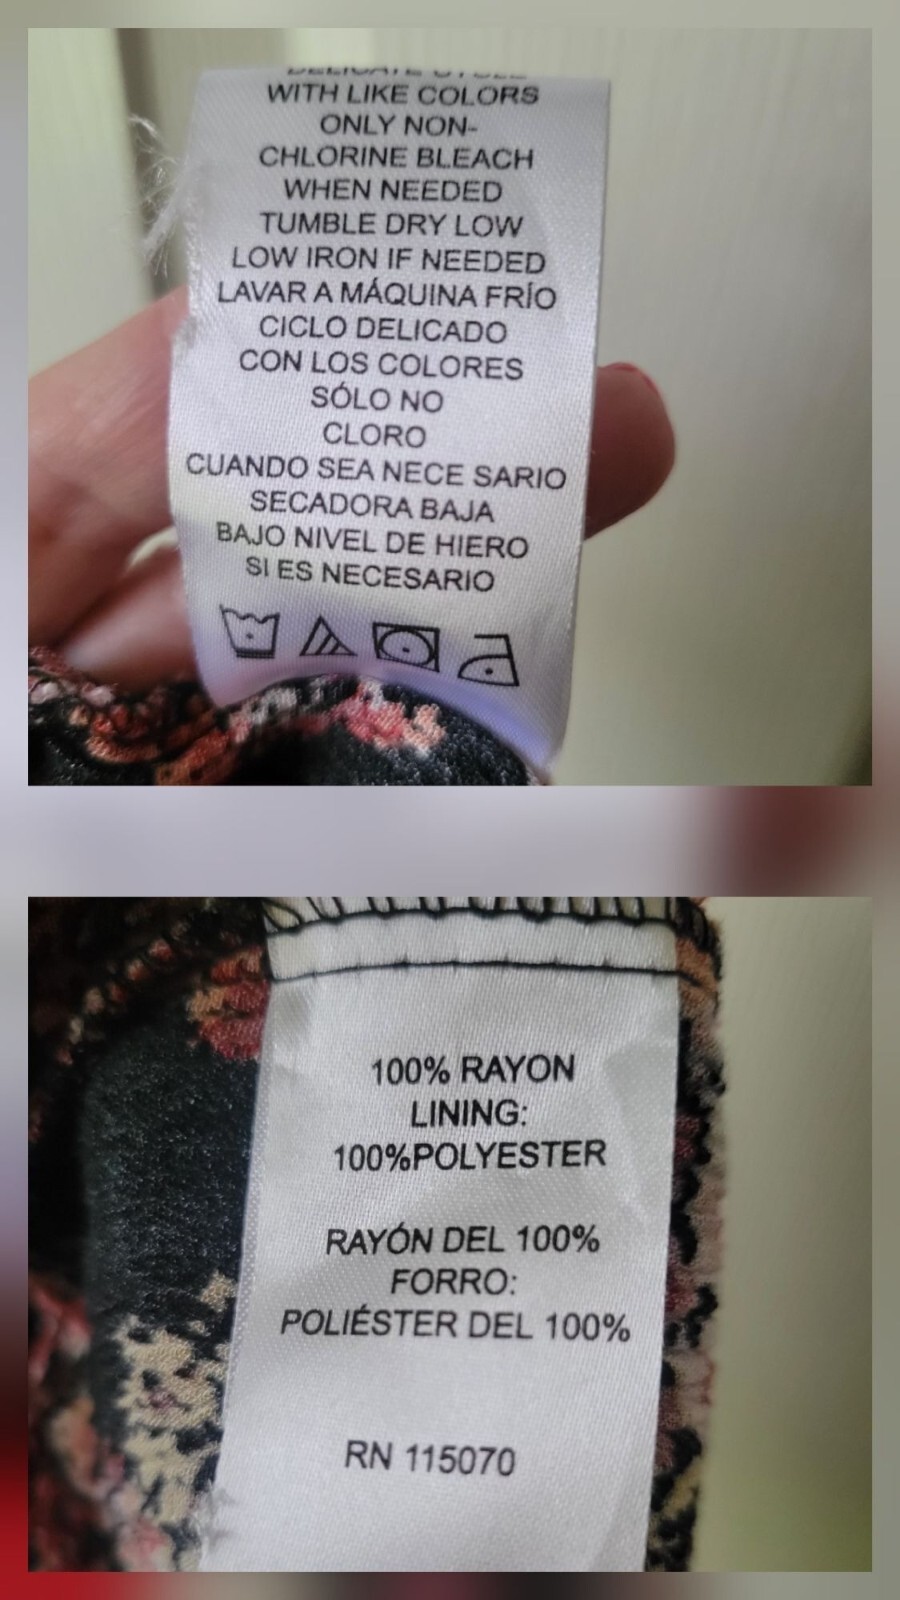 DELICATE CYCLE
WITH LIKE COLORS
ONLY NON-
CHLORINE BLEACH
WHEN NEEDED
TUMBLE DRY LOW
LOW IRON IF NEEDED
LAVAR A MÁQUINA FRÍO
CICLO DELICADO
CON LOS COLORES
SÓLO NO
CLORO
CUANDO SEA NECE SARIO
SECADORA BAJA
BAJO NIVEL DE HIERO
SI ES NECESARIO
100% RAYON
LINING:
100%POLYESTER
RAYÓN DEL 100%
FORRO:
POLIÉSTER DEL 100%
RN 115070